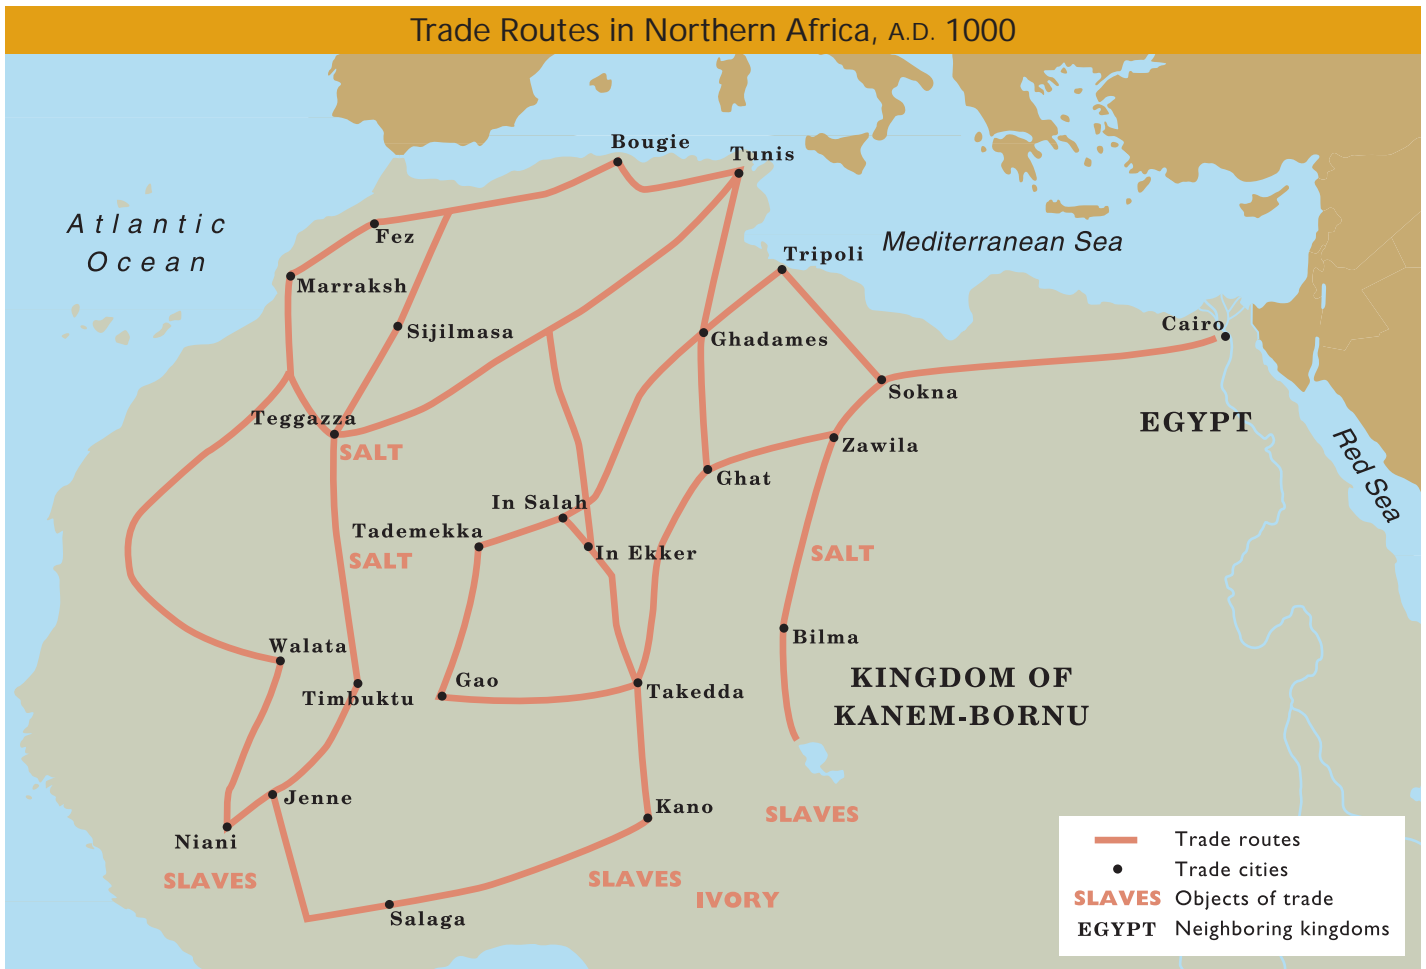 Trade Routes in Northern Africa, A.D. 1000
Bougie
Tunis
Atlantic
Ocean
Fez
Mediterranean Sea
Tripoli
Marraksh
Sijilmasa
Ghadames
Cairo
Sokna
Teggazza
EGYPT
SALT
Zawila
Red Sea
Ghat
In Salah
Tademekka
In Ekker
SALT
SALT
Bilma
Walata
KINGDOM OF
KANEM-BORNU
Gao
Timbuktu
Takedda
Jenne
Kano
SLAVES
Niani
SLAVES
SLAVES
IVORY
Salaga
Trade routes
Trade cities
SLAVES Objects of trade
EGYPT Neighboring kingdoms